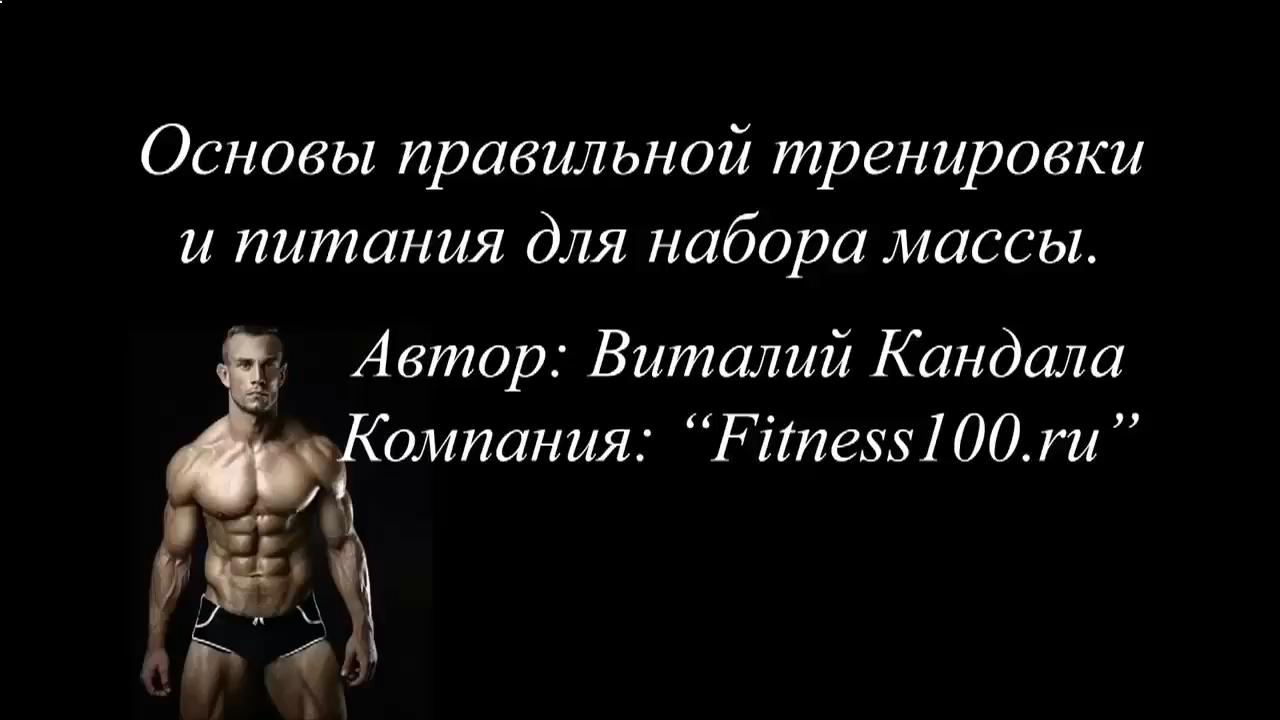 Основы правильной тренировки
и питания для набора массы.
Автор: Виталий Кандала
Компания: “Fitness100.ru”